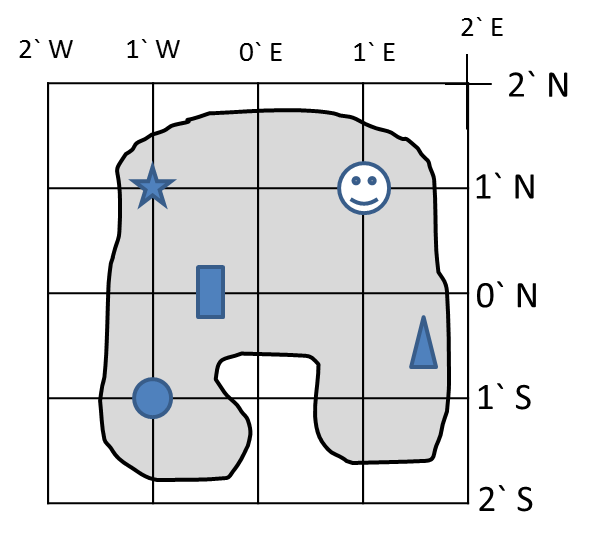 2` W 1` W 0` E 1` E 2` E
2` N
1` N
0` N
1` S
2` S